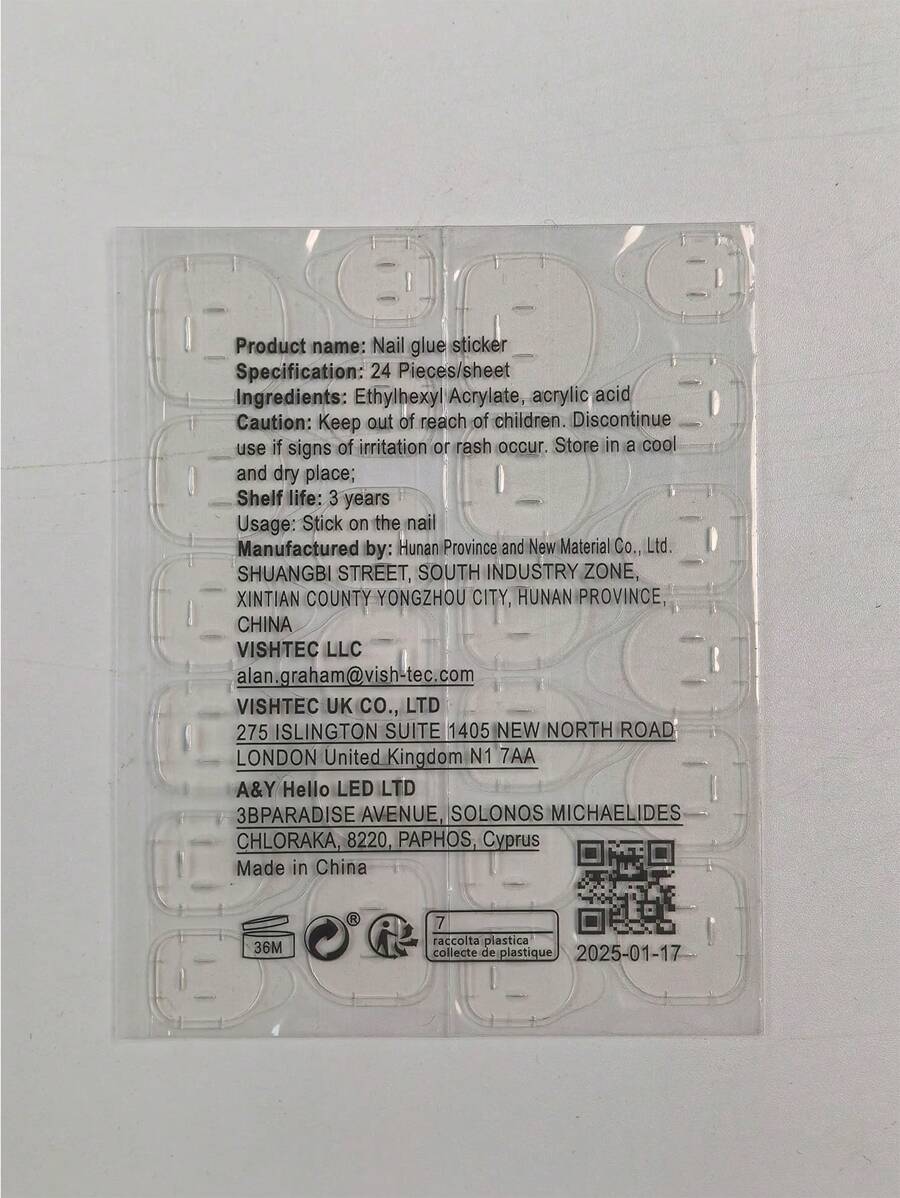 Product name: Nail glue sticker
Specification: 24 Pieces/sheet
Ingredients: Ethylhexyl Acrylate, acrylic acid
Caution: Keep out of reach of children. Discontinue
use if signs of irritation or rash occur. Store in a cool
and dry place;
Shelf life: 3 years
Usage: Stick on the nail
Manufactured by: Hunan Province and New Material Co., Ltd.
SHUANGBI STREET, SOUTH INDUSTRY ZONE,
XINTIAN COUNTY YONGZHOU CITY, HUNAN PROVINCE,
CHINA
VISHTEC LLC
alan.graham@vish-tec.com
VISHTEC UK CO., LTD
275 ISLINGTON SUITE 1405 NEW NORTH ROAD
LONDON United Kingdom N1 7AA
A&Y Hello LED LTD
3BPARADISE AVENUE, SOLONOS MICHAELIDES
CHLORAKA, 8220, PAPHOS, Cyprus
Made in China
36M
®
7
raccolta plastica
collecte de plastique
2025-01-17